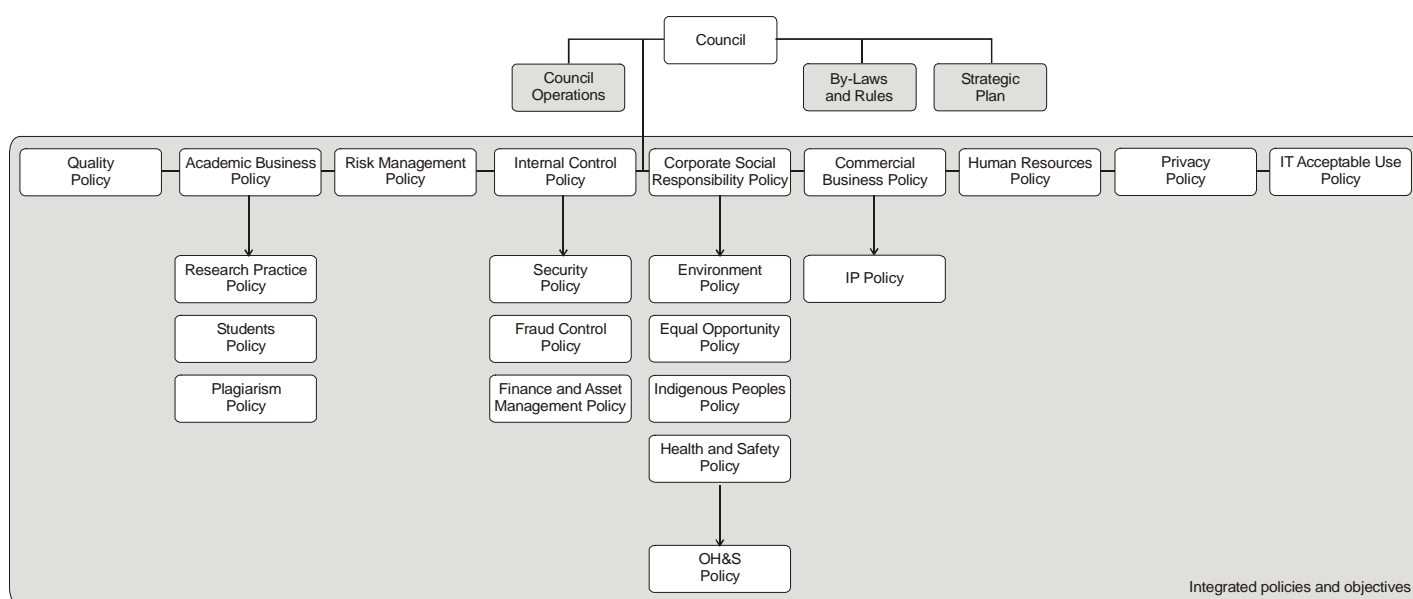 Council
Council
Operations
By-Laws
and Rules
Strategic
Plan
Quality
Policy
Academic Business
Policy
Risk Management
Policy
Internal Control
Policy
Corporate Social
Responsibility Policy
Commercial
Business Policy
Human Resources
Policy
Privacy
Policy
IT Acceptable Use
Policy
Research Practice
Policy
Security
Policy
Environment
Policy
IP Policy
Students
Policy
Fraud Control
Policy
Equal Opportunity
Policy
Plagiarism
Policy
Finance and Asset
Management Policy
Indigenous Peoples
Policy
Health and Safety
Policy
OH&S
Policy
Integrated policies and objectives